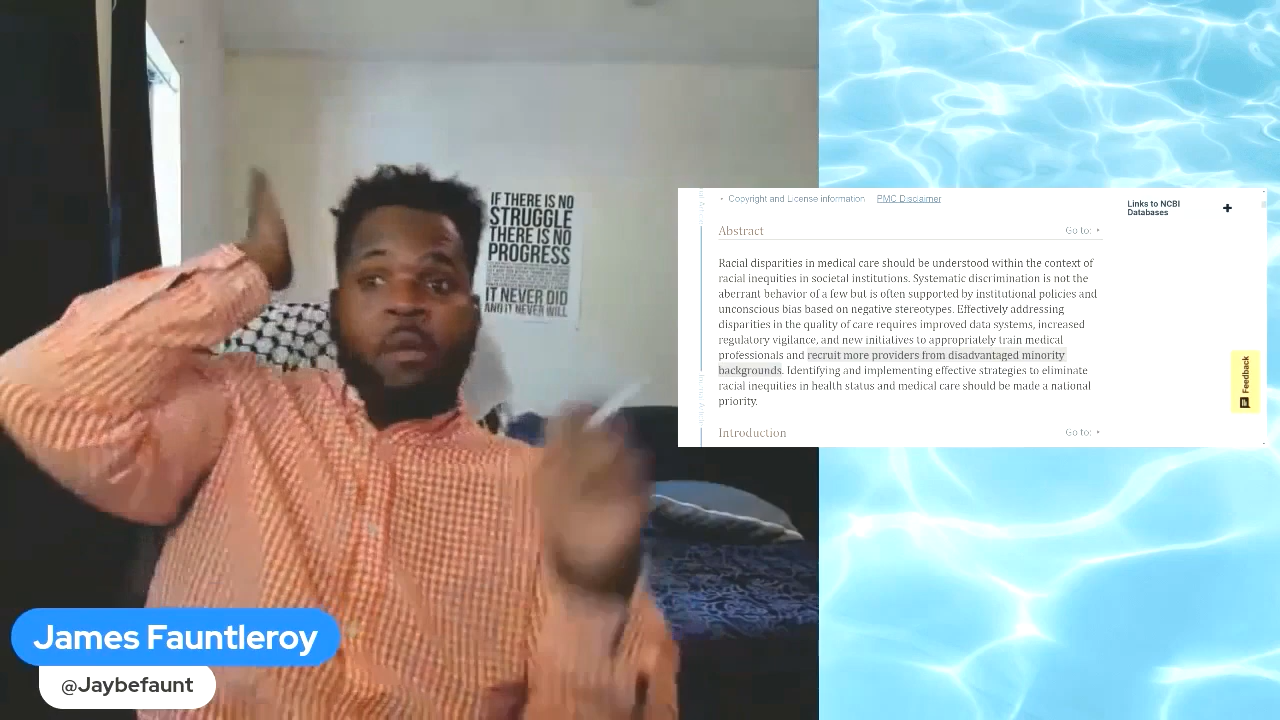 IF THERE IS NO
STRUGGLE
THERE IS NO
PROGRESS
IT NEVER DID
AND IT NEVER WILL
• Copyright and License information PMC Disclaimer
Links to NCBI
Databases
+
Abstract
Go to: •
Racial disparities in medical care should be understood within the context of
racial inequities in societal institutions. Systematic discrimination is not the
aberrant behavior of a few but is often supported by institutional policies and
unconscious bias based on negative stereotypes. Effectively addressing
disparities in the quality of care requires improved data systems, increased
regulatory vigilance, and new initiatives to appropriately train medical
professionals and recruit more providers from disadvantaged minority
backgrounds. Identifying and implementing effective strategies to eliminate
racial inequities in health status and medical care should be made a national
priority.
Introduction
Go to: •
Feedback
James Fauntleroy
@Jaybefaunt